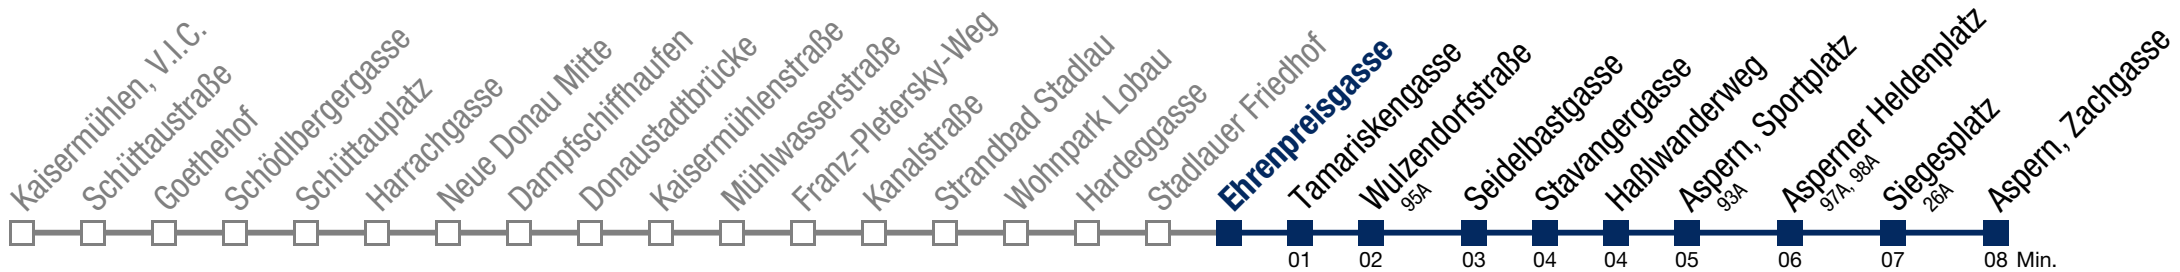 Kaisermühlen, V.I.C.
Schüttaustraße
Goethehof
Schödlbergergasse
Schüttauplatz
Harrachgasse
Neue Donau Mitte
Dampfschiffhaufen
Donaustadtbrücke
Kaisermühlenstraße
Mühlwasserstraße
Franz-Pletersky-Weg
Kanalstraße
Strandbad Stadlau
Wohnpark Lobau
Hardeggasse
Stadlauer Friedhof
Ehrenpreisgasse
Tamariskengasse
Wulzendorfstraße
95A
Seidelbastgasse
Stavangergasse
Haßlwanderweg
Aspern, Sportplatz
93A
Asperner Heldenplatz
97A, 98A
Siegesplatz
26A
Aspern, Zachgasse
01 02 03 04 04 05 06 07 08 Min.